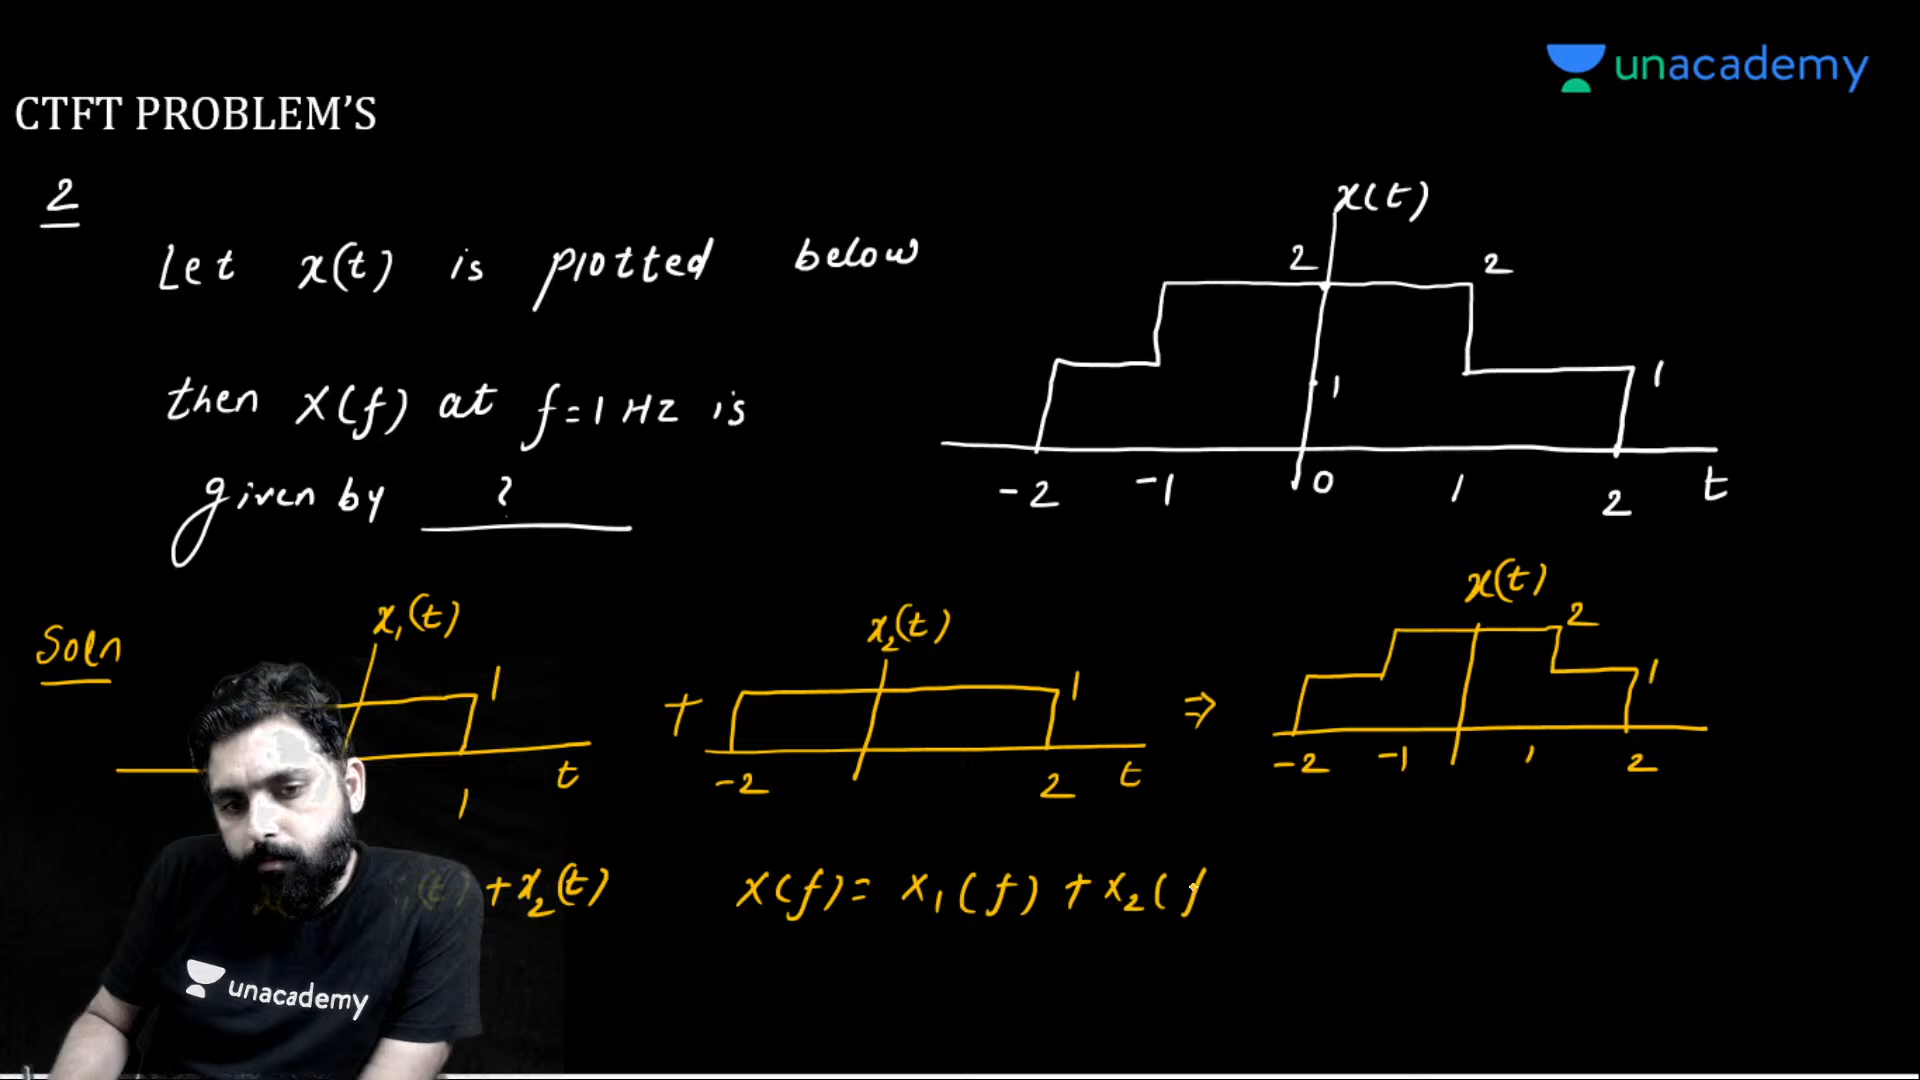 unacademy
CTFT PROBLEM'S
2
Let x(t) is plotted below
then X(f) at f=1 HZ is
given by ?
x(t)
2 2
1 1
-2 -1 0 1 2 t
Soln
x₁(t)
1
1 t
+
x₂(t)
1
-2 2 t
⇒
x(t)
2
1
-2 -1 1 2
+x₂(t)
X(f)= X₁(f)+X₂(f
unacademy